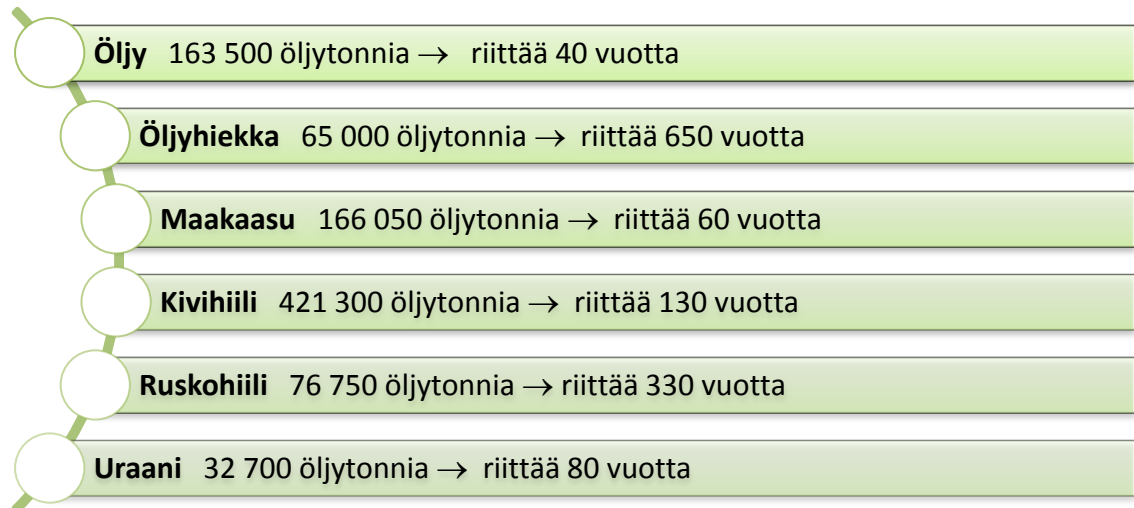 Öljy 163 500 öljytonnia → riittää 40 vuotta
Öljyhiekka 65 000 öljytonnia → riittää 650 vuotta
Maakaasu 166 050 öljytonnia → riittää 60 vuotta
Kivihiili 421 300 öljytonnia → riittää 130 vuotta
Ruskohiili 76 750 öljytonnia → riittää 330 vuotta
Uraani 32 700 öljytonnia → riittää 80 vuotta